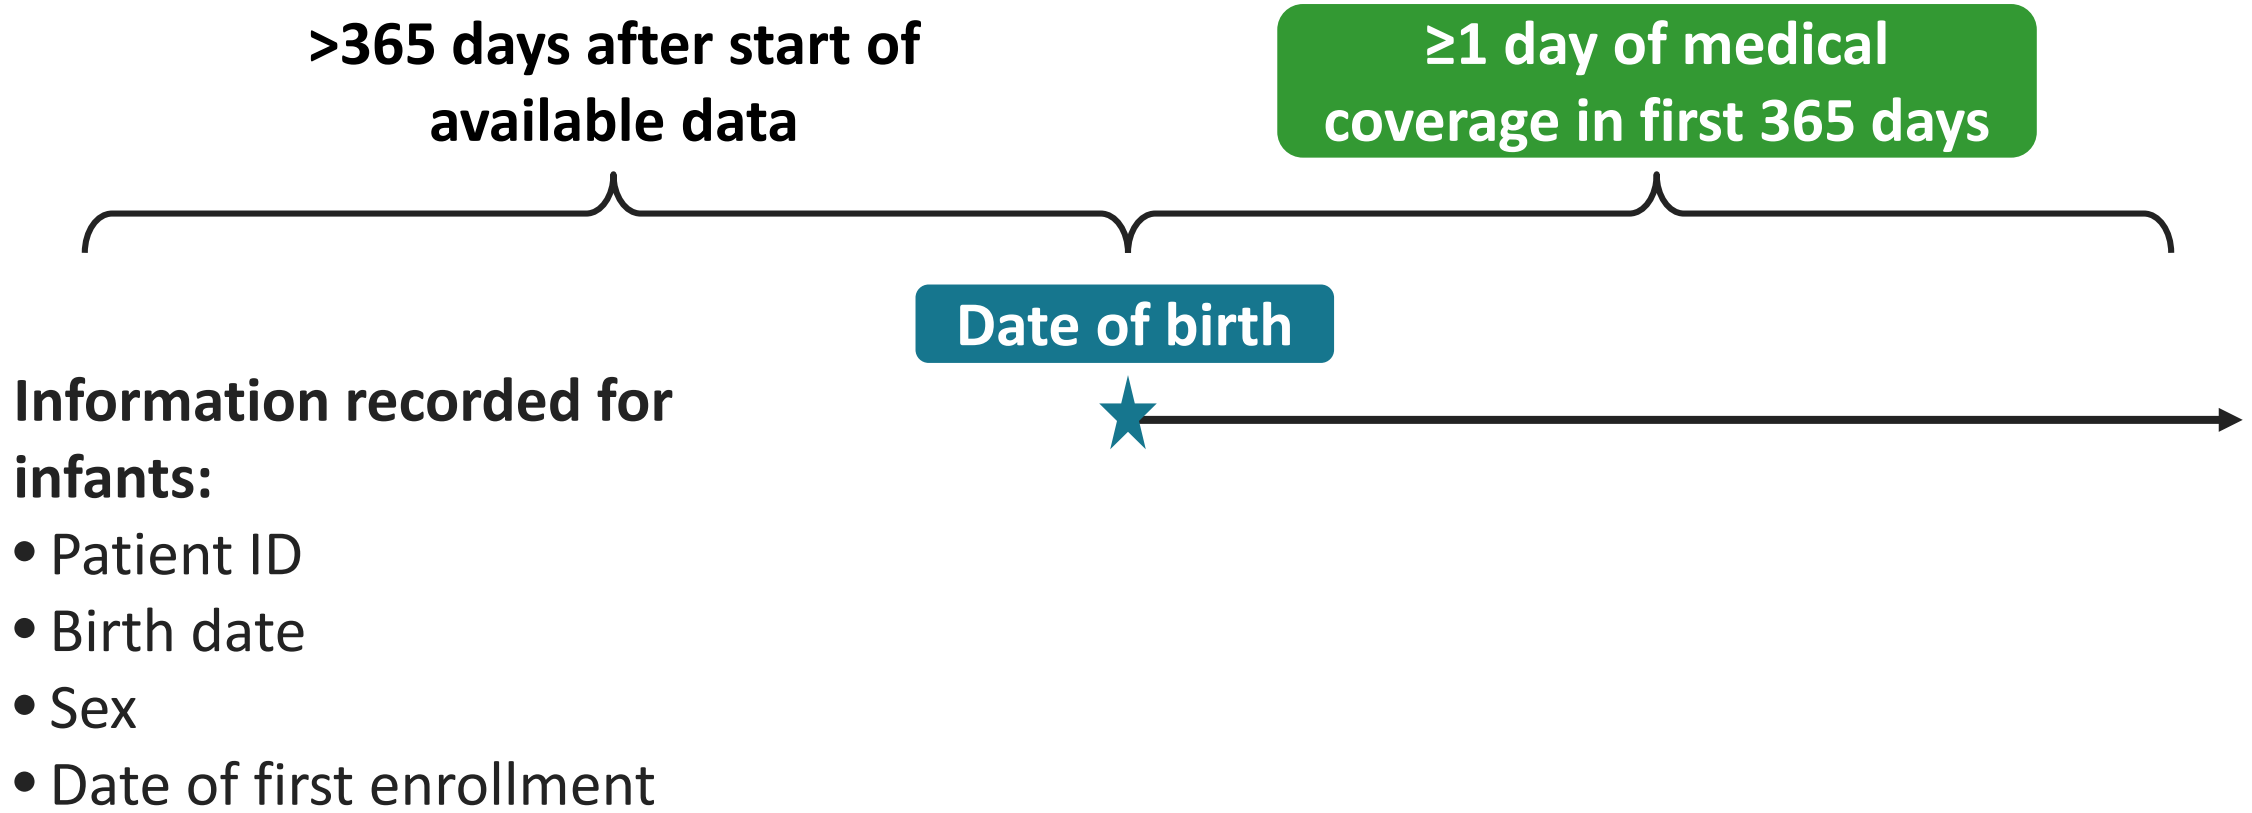 >365 days after start of
available data
≥1 day of medical
coverage in first 365 days
Date of birth
Information recorded for
infants:
• Patient ID
• Birth date
• Sex
• Date of first enrollment